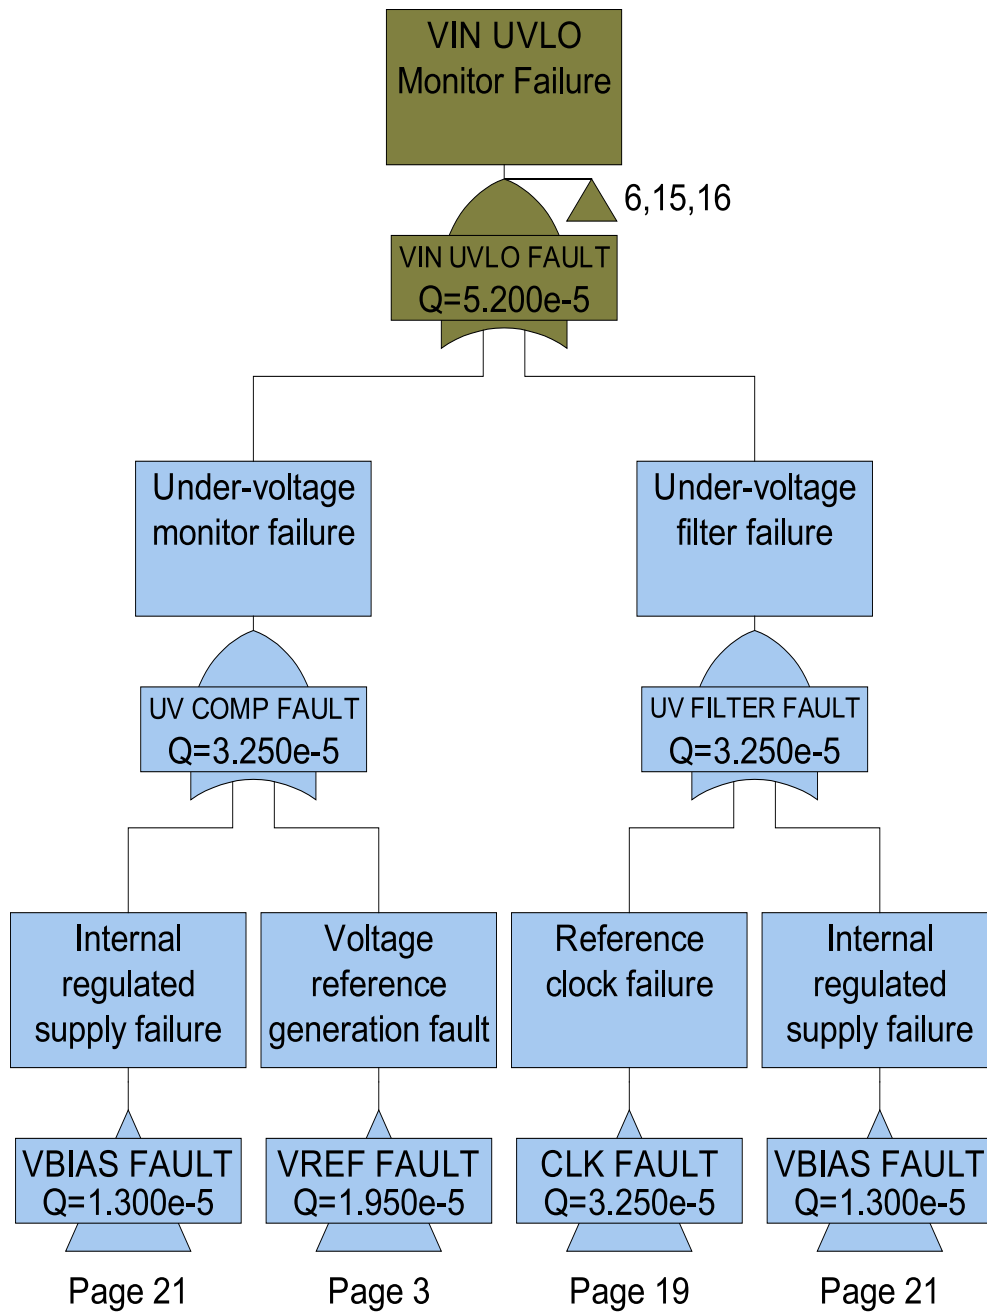 VIN UVLO
Monitor Failure
6,15,16
VIN UVLO FAULT
Q=5.200e-5
Under-voltage
monitor failure
Under-voltage
filter failure
UV COMP FAULT
Q=3.250e-5
UV FILTER FAULT
Q=3.250e-5
Internal
regulated
supply failure
Voltage
reference
generation fault
Reference
clock failure
Internal
regulated
supply failure
VBIAS FAULT
Q=1.300e-5
VREF FAULT
Q=1.950e-5
CLK FAULT
Q=3.250e-5
VBIAS FAULT
Q=1.300e-5
Page 21
Page 3
Page 19
Page 21